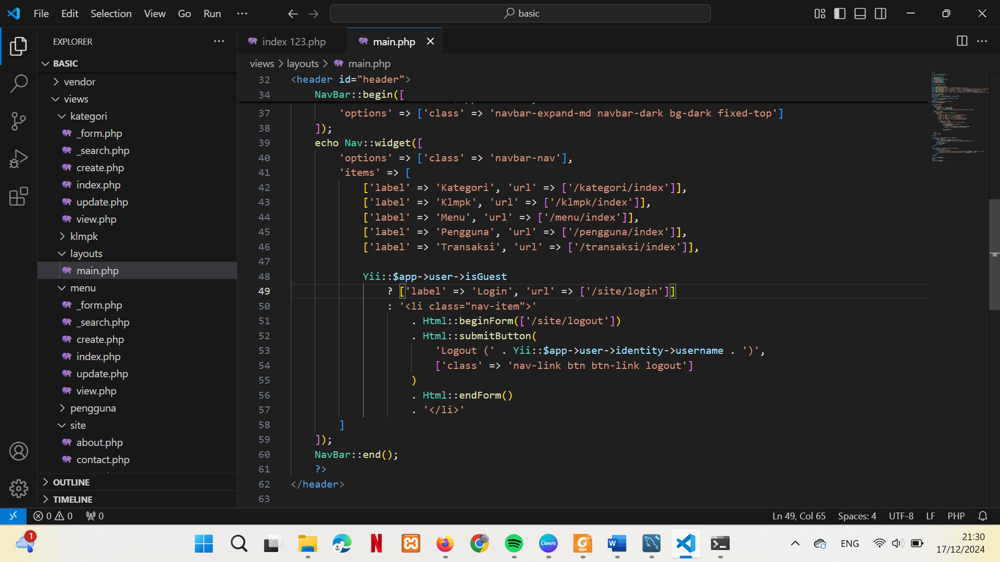 File Edit Selection View Go Run ···
basic
EXPLORER
BASIC
vendor
views
kategori
_form.php
_search.php
create.php
index.php
update.php
view.php
klmpk
layouts
main.php
menu
_form.php
_search.php
create.php
index.php
update.php
view.php
pengguna
site
about.php
contact.php
OUTLINE
TIMELINE
index 123.php
main.php
views > layouts > main.php
32 <header id="header">
34 NavBar::begin([
37 'options' => ['class' => 'navbar-expand-md navbar-dark bg-dark fixed-top']
38 ]);
39 echo Nav::widget([
40 'options' => ['class' => 'navbar-nav'],
41 'items' => [
42 ['label' => 'Kategori', 'url' => ['/kategori/index']],
43 ['label' => 'Klmpk', 'url' => ['/klmpk/index']],
44 ['label' => 'Menu', 'url' => ['/menu/index']],
45 ['label' => 'Pengguna', 'url' => ['/pengguna/index']],
46 ['label' => 'Transaksi', 'url' => ['/transaksi/index']],
47
48 Yii::$app->user->isGuest
49 ? ['label' => 'Login', 'url' => ['/site/login']]
50 : '<li class="nav-item">'
51 . Html::beginForm(['/site/logout'])
52 . Html::submitButton(
53 'Logout (' . Yii::$app->user->identity->username . ')',
54 ['class' => 'nav-link btn btn-link logout']
55 )
56 . Html::endForm()
57 . '</li>'
58 ]
59 ]);
60 NavBar::end();
61 ?>
62 </header>
63
0 0 0
Ln 49, Col 65 Spaces: 4 UTF-8 LF PHP
1
Canva
PDF
W
ENG
21:30
17/12/2024